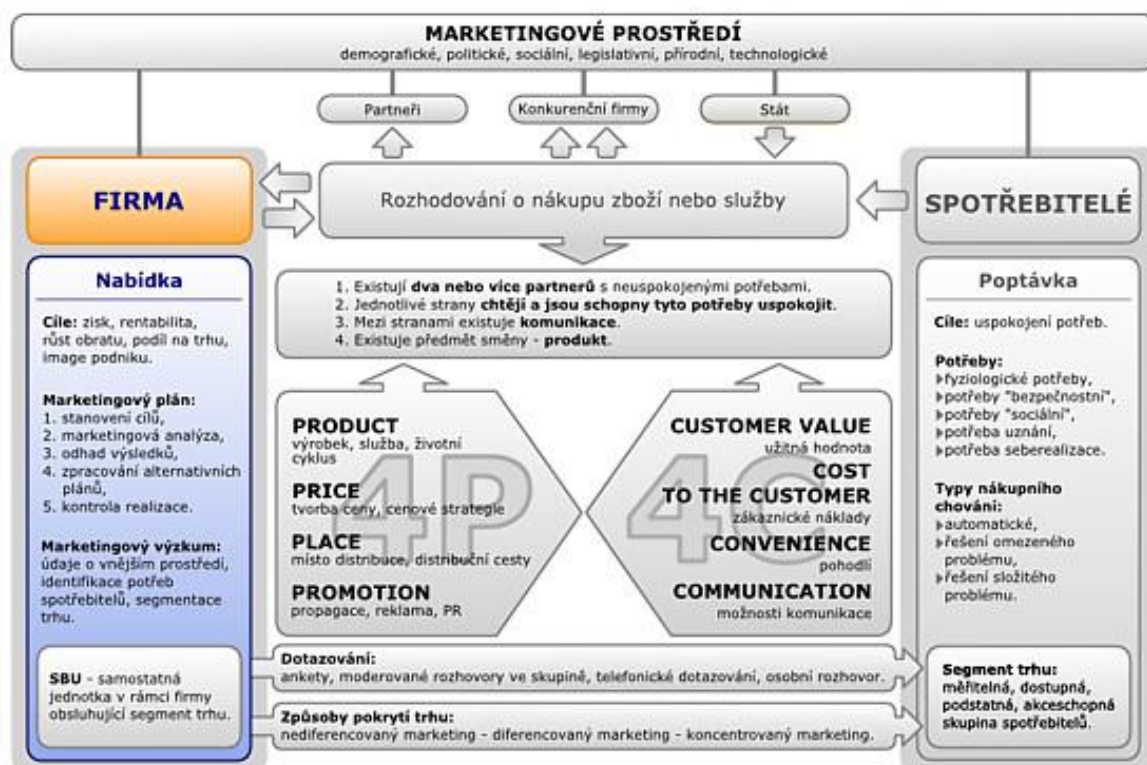 MARKETINGOVÉ PROSTŘEDÍ
demografické, politické, sociální, legislativní, přírodní, technologické
Partneři
Konkurenční firmy
Stát
FIRMA
Rozhodování o nákupu zboží nebo služby
SPOTŘEBITELÉ
Nabídka
Cíle: zisk, rentabilita,
růst obratu, podíl na trhu,
image podniku.
Marketingový plán:
1. stanovení cílů,
2. marketingová analýza,
3. odhad výsledků,
4. zpracování alternativních
plánů,
5. kontrola realizace.
Marketingový výzkum:
údaje o vnějším prostředí,
identifikace potřeb
spotřebitelů, segmentace
trhu.
SBU - samostatná
jednotka v rámci firmy
obsluhující segment trhu.
1. Existují dva nebo více partnerů s neuspokojenými potřebami.
2. Jednotlivé strany chtějí a jsou schopny tyto potřeby uspokojit.
3. Mezi stranami existuje komunikace.
4. Existuje předmět směny - produkt.
4P
PRODUCT
výrobek, služba, životní
cyklus
PRICE
tvorba ceny, cenové strategie
PLACE
místo distribuce, distribuční cesty
PROMOTION
propagace, reklama, PR
4C
CUSTOMER VALUE
užitná hodnota
COST
TO THE CUSTOMER
zákaznické náklady
CONVENIENCE
pohodlí
COMMUNICATION
možnosti komunikace
Dotazování:
ankety, moderované rozhovory ve skupině, telefonické dotazování, osobní rozhovor.
Způsoby pokrytí trhu:
nediferencovaný marketing - diferencovaný marketing - koncentrovaný marketing.
Poptávka
Cíle: uspokojení potřeb.
Potřeby:
fyziologické potřeby,
potřeby "bezpečnostní",
potřeby "sociální",
potřeba uznání,
potřeba seberealizace.
Typy nákupního
chování:
automatické,
řešení omezeného
problému,
řešení složitého
problému.
Segment trhu:
měřitelná, dostupná,
podstatná, akceschopná
skupina spotřebitelů.